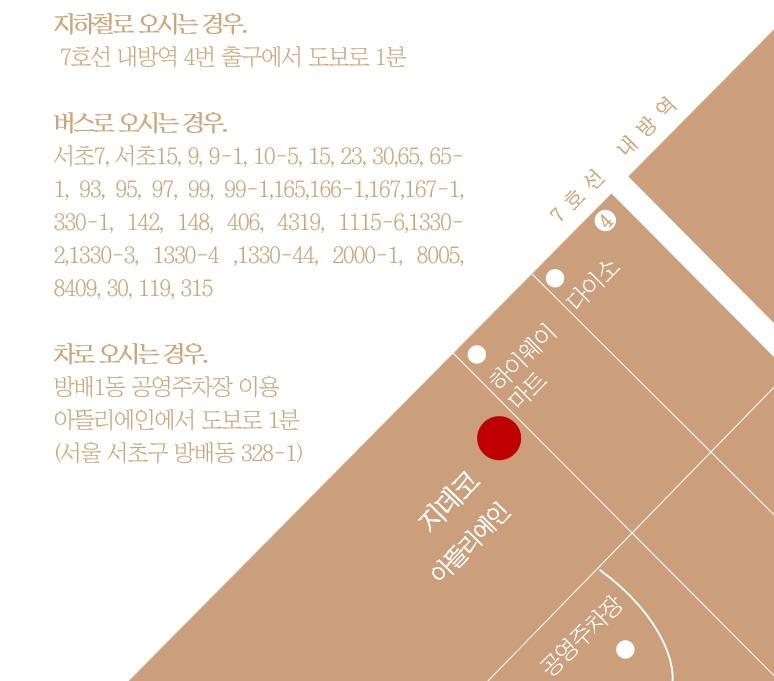 지하철로 오시는 경우.
7호선 내방역 4번 출구에서 도보로 1분
버스로 오시는 경우.
서초7, 서초15, 9, 9-1, 10-5, 15, 23, 30,65, 65-
1, 93, 95, 97, 99, 99-1,165,166-1,167,167-1,
330-1, 142, 148, 406, 4319, 1115-6,1330-
2,1330-3, 1330-4 ,1330-44, 2000-1, 8005,
8409, 30, 119, 315
차로 오시는 경우.
방배1동 공영주차장 이용
아뜰리에인에서 도보로 1분
(서울 서초구 방배동 328-1)
7호선 내방역
4
다이소
하이웨이
마트
지데코
아뜰리에인
공영주차장